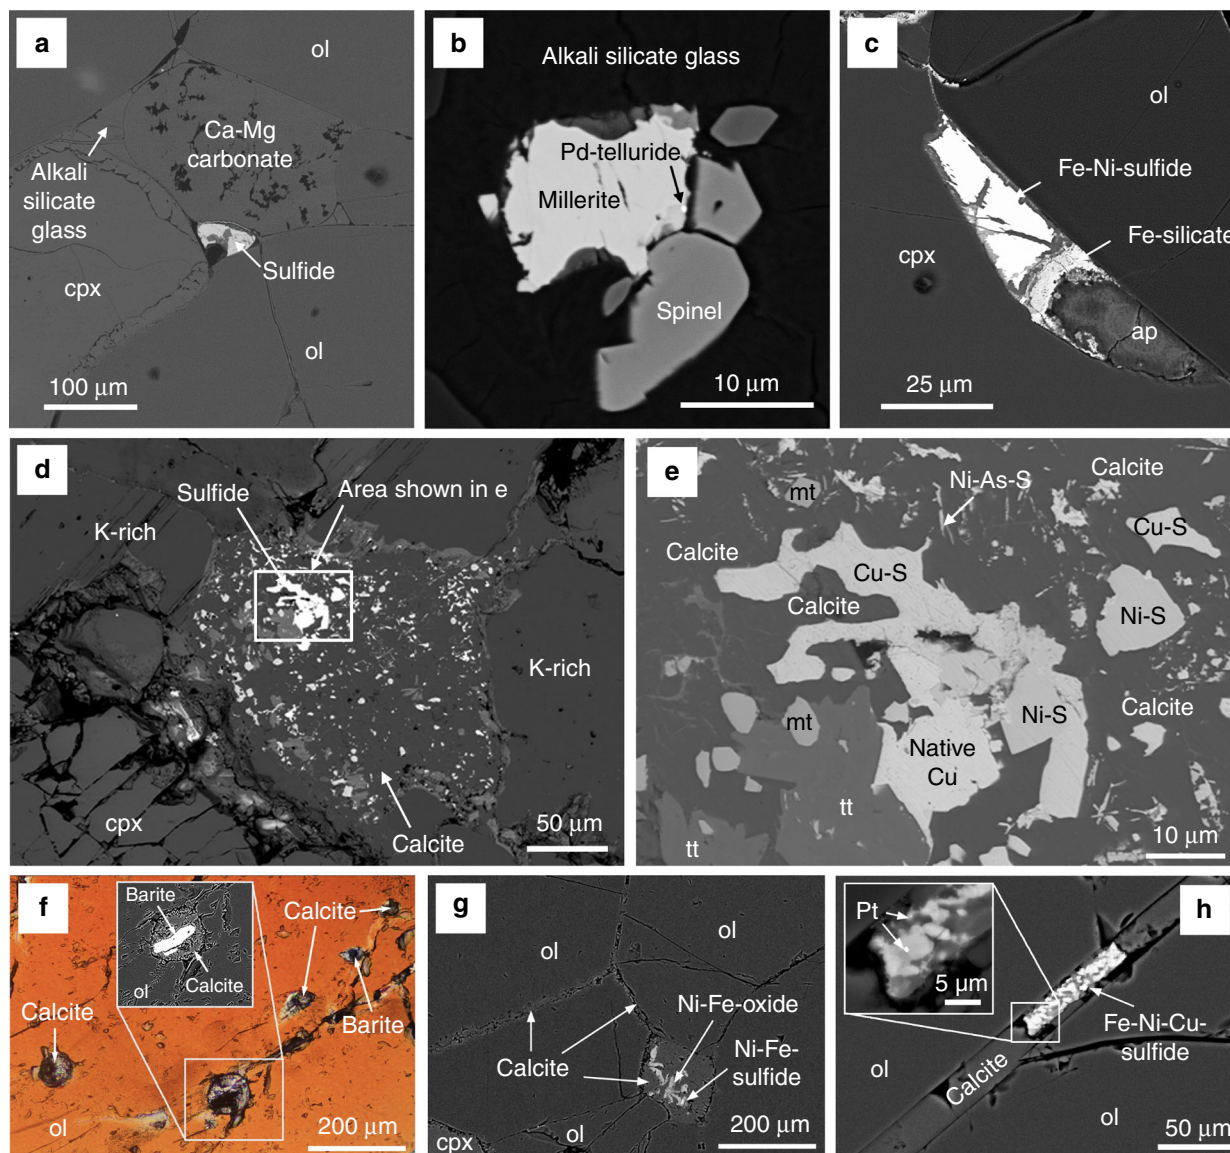 a
ol
Ca-Mg
carbonate
Alkali
silicate
glass
Sulfide
cpx
ol
100 µm
b
Alkali silicate glass
Pd-telluride
Millerite
Spinel
10 µm
c
ol
Fe-Ni-sulfide
Fe-silicate
cpx
ap
25 µm
d
Sulfide
Area shown in e
K-rich
K-rich
cpx
Calcite
50 µm
e
Calcite
Ni-As-S
mt
Cu-S
Calcite
Cu-S
Calcite
Ni-S
mt
Ni-S
Calcite
Native
Cu
tt
tt
10 µm
f
Barite
Calcite
ol
Calcite
Calcite
Barite
ol
200 µm
g
ol
ol
Ni-Fe-oxide
Calcite
Ni-Fe-
sulfide
cpx
ol
200 µm
h
Pt
5 µm
Fe-Ni-Cu-
sulfide
ol
Calcite
ol
50 µm